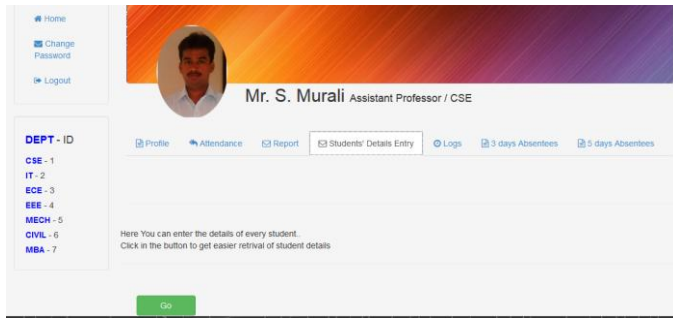 Home
Change
Password
Logout
Mr. S. Murali Assistant Professor / CSE
DEPT - ID
CSE - 1
IT - 2
ECE - 3
EEE - 4
MECH - 5
CIVIL - 6
MBA - 7
Profile Attendance Report Students' Details Entry Logs 3 days Absentees 5 days Absentees
Here You can enter the details of every student..
Click in the button to get easier retrival of student details
Go